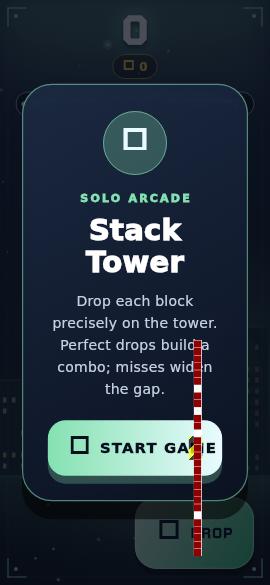 0
0
SOLO ARCADE
Stack
Tower
Drop each block
precisely on the tower.
Perfect drops build a
combo; misses widen
the gap.
START GAME
DROP